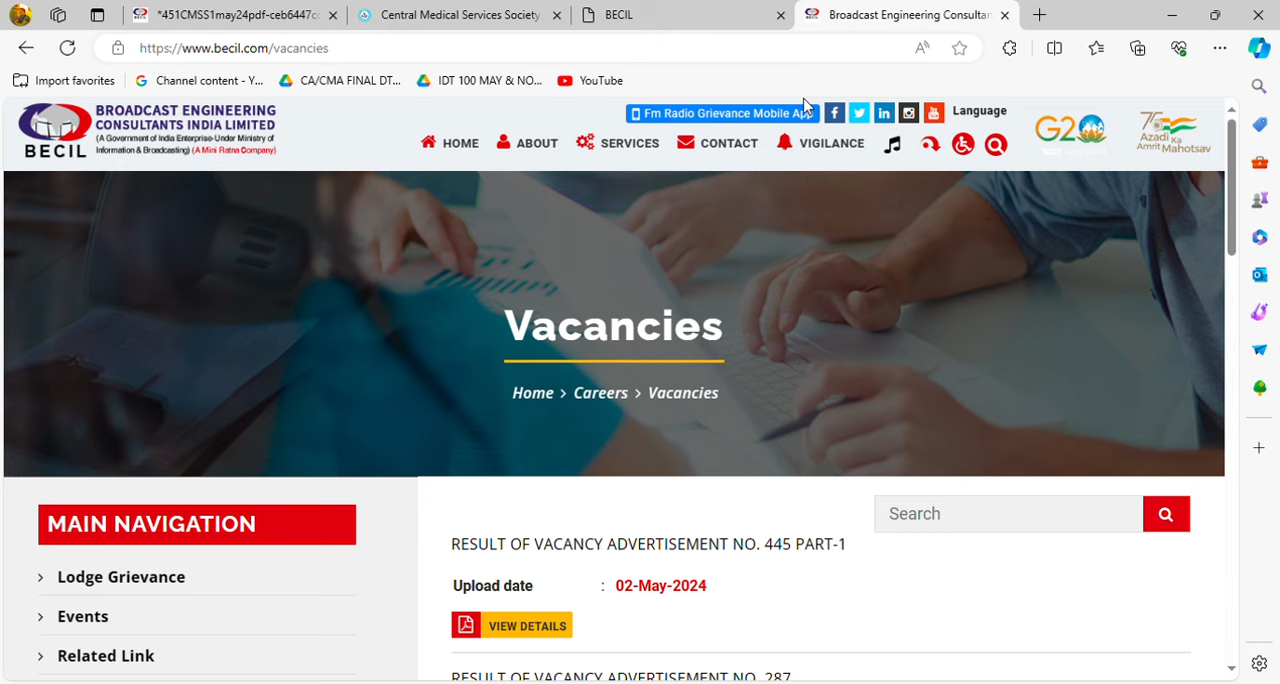 *451CMSS1may24pdf-ceb6447cc
Central Medical Services Society
BECIL
Broadcast Engineering Consultan
https://www.becil.com/vacancies
Import favorites
Channel content - Y...
CA/CMA FINAL DT...
IDT 100 MAY & NO...
YouTube
BECIL
BROADCAST ENGINEERING
CONSULTANTS INDIA LIMITED
(A Government of India Enterprise-Under Ministry of
Information & Broadcasting) (A Mini Ratna Company)
Fm Radio Grievance Mobile App
Language
HOME
ABOUT
SERVICES
CONTACT
VIGILANCE
G20
75
Azadi Ka
Amrit Mahotsav
Vacancies
Home > Careers > Vacancies
MAIN NAVIGATION
Lodge Grievance
Events
Related Link
Search
RESULT OF VACANCY ADVERTISEMENT NO. 445 PART-1
Upload date : 02-May-2024
VIEW DETAILS
RESULT OF VACANCY ADVERTISEMENT NO. 287